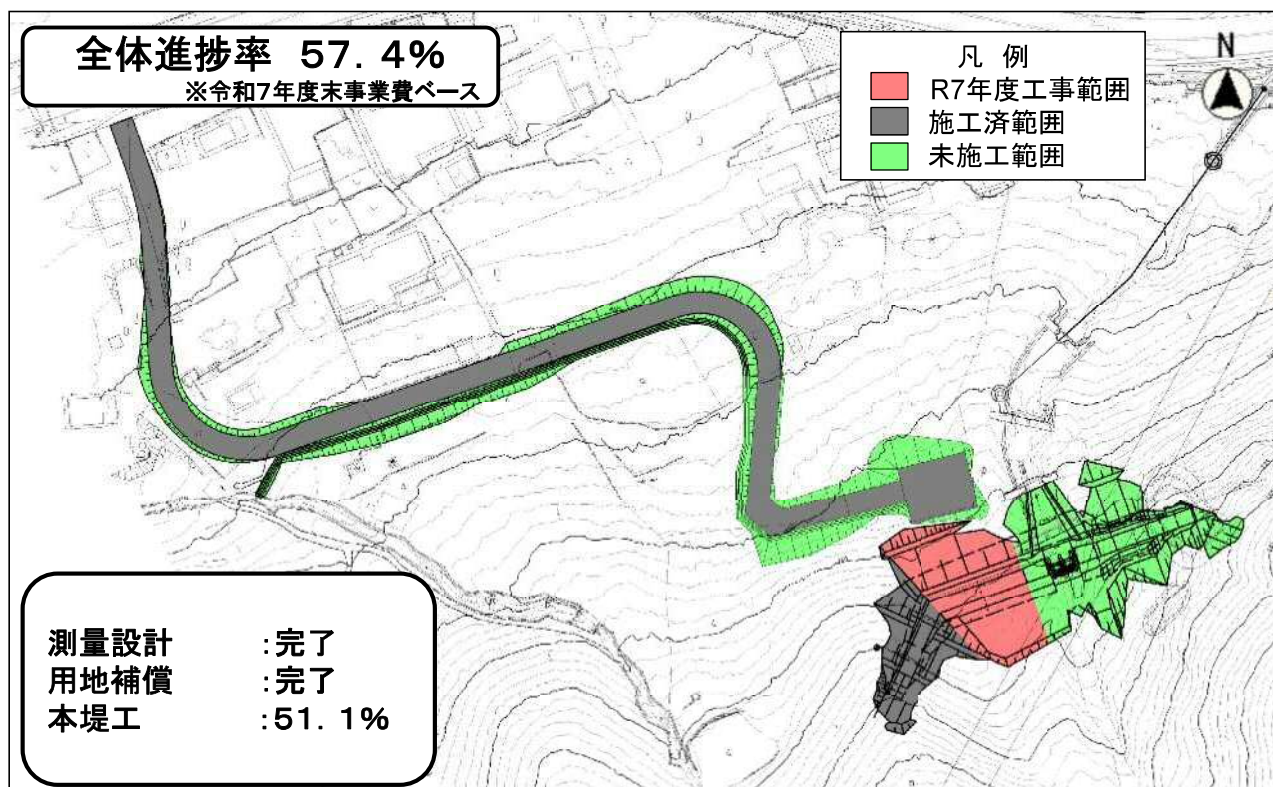 全体進捗率 57.4%
※令和7年度末事業費ベース
凡 例
R7年度工事範囲
施工済範囲
未施工範囲
N
測量設計 :完了
用地補償 :完了
本堤工 :51.1%